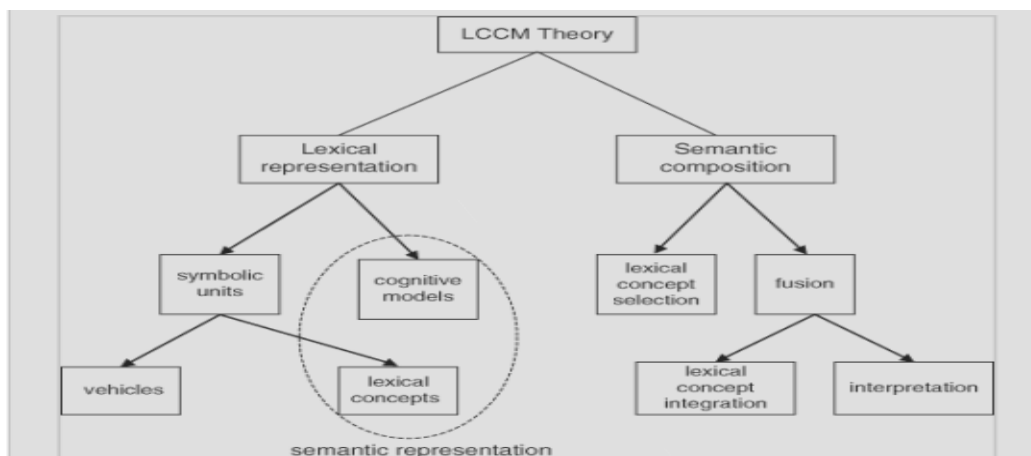 LCCM Theory
Lexical
representation
Semantic
composition
symbolic
units
cognitive
models
lexical
concept
selection
fusion
vehicles
lexical
concepts
lexical
concept
integration
interpretation
semantic representation